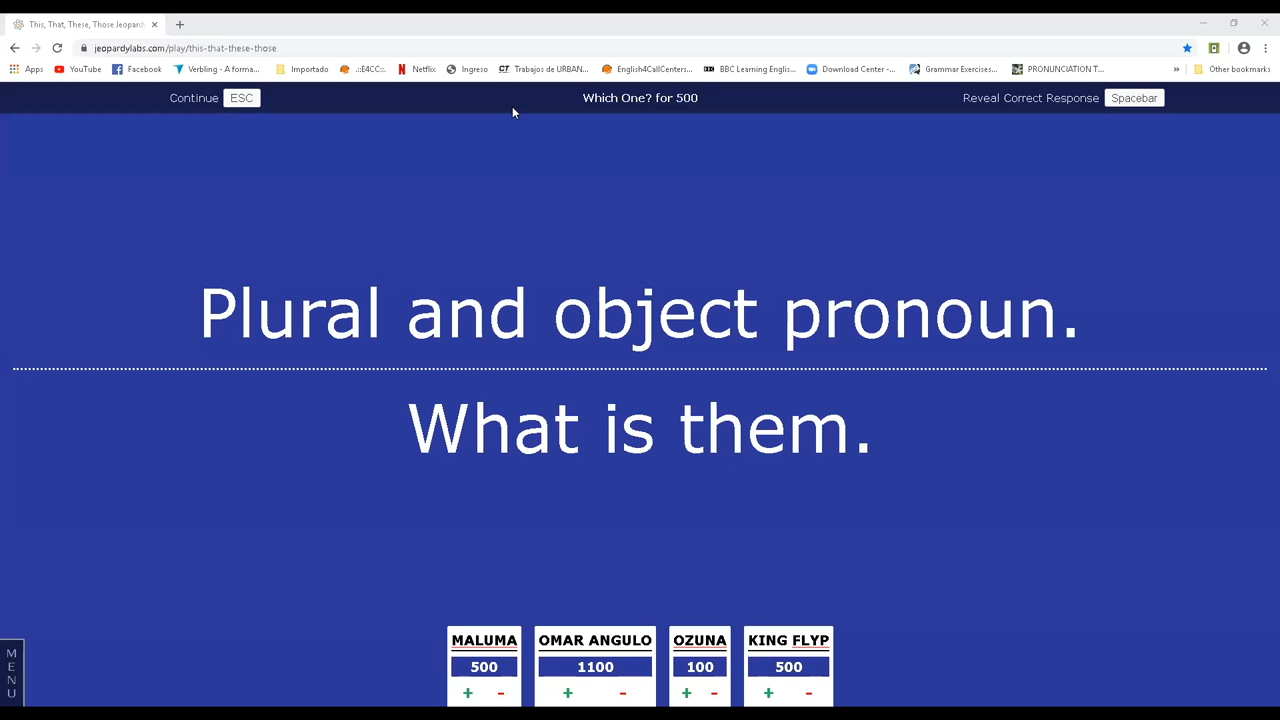 This, That, These, Those Jeopardy
jeopardylabs.com/play/this-that-these-those
Apps YouTube Facebook Verbling - A forma... Importado .::E4CC::. Netflix Ingreso Trabajos de URBAN... English4CallCenters... BBC Learning Englis... Download Center -... Grammar Exercises... PRONUNCIATION T... » Other bookmarks
Continue ESC Which One? for 500 Reveal Correct Response Spacebar
Plural and object pronoun.
What is them.
MENU
MALUMA OMAR ANGULO OZUNA KING FLYP
500 1100 100 500
+ - + - + - + -